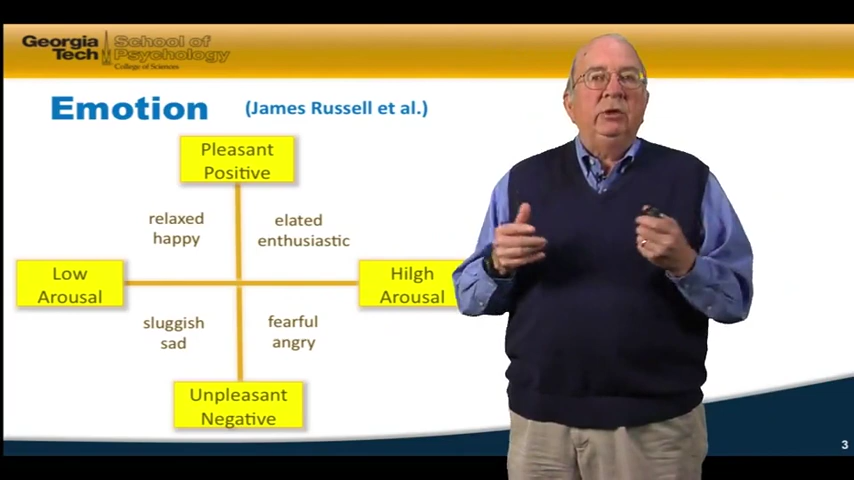 Georgia
Tech
School of
Psychology
College of Sciences
Emotion (James Russell et al.)
Pleasant
Positive
relaxed
happy
elated
enthusiastic
Low
Arousal
Hilgh
Arousal
sluggish
sad
fearful
angry
Unpleasant
Negative
3